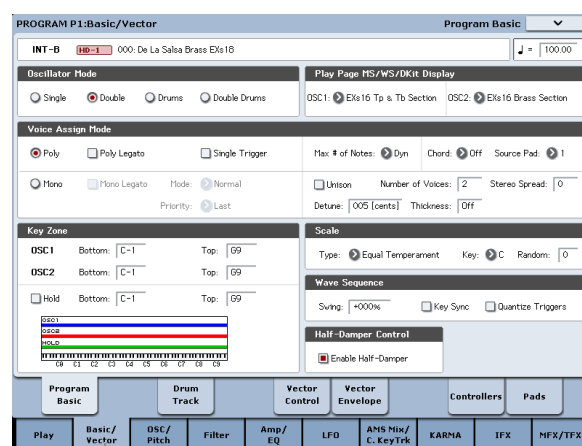 PROGRAM P1:Basic/Vector Program Basic
INT-B HD-1 000: De La Salsa Brass EXs18 ♩ = 100.00
Oscillator Mode
Single Double Drums Double Drums
Play Page MS/WS/DKit Display
OSC1: EXs16 Tp & Tb Section OSC2: EXs16 Brass Section
Voice Assign Mode
Poly Poly Legato Single Trigger Max # of Notes: Dyn Chord: Off Source Pad: 1
Mono Mono Legato Mode: Normal Unison Number of Voices: 2 Stereo Spread: 0
Priority: Last Detune: 005 [cents] Thickness: Off
Key Zone
OSC1 Bottom: C-1 Top: G9
OSC2 Bottom: C-1 Top: G9
Hold Bottom: C-1 Top: G9
OSC1
OSC2
HOLD
C0 C1 C2 C3 C4 C5 C6 C7 C8 C9
Scale
Type: Equal Temperament Key: C Random: 0
Wave Sequence
Swing: +000% Key Sync Quantize Triggers
Half-Damper Control
Enable Half-Damper
Program Basic Drum Track Vector Control Vector Envelope Controllers Pads
Play Basic/Vector OSC/Pitch Filter Amp/EQ LFO AMS Mix/C.KeyTrk KARMA IFX MFX/TFX